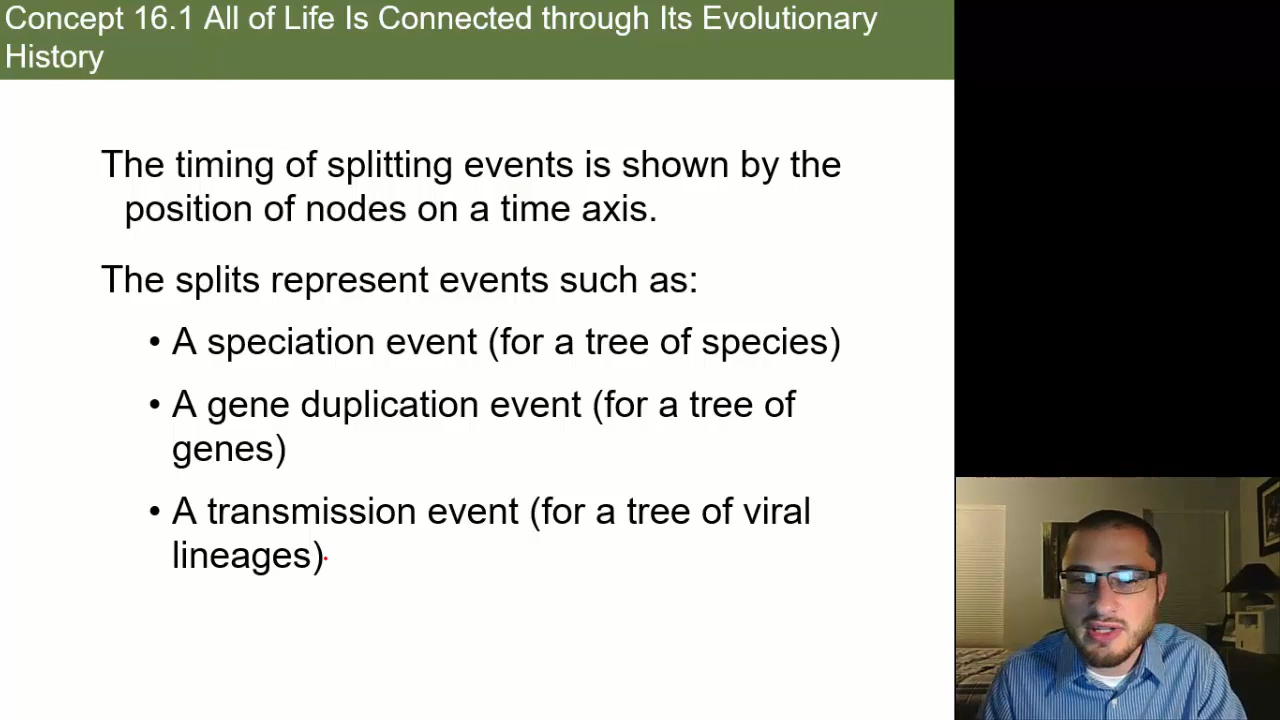 Concept 16.1 All of Life Is Connected through Its Evolutionary
History
The timing of splitting events is shown by the
position of nodes on a time axis.
The splits represent events such as:
• A speciation event (for a tree of species)
• A gene duplication event (for a tree of
genes)
• A transmission event (for a tree of viral
lineages)